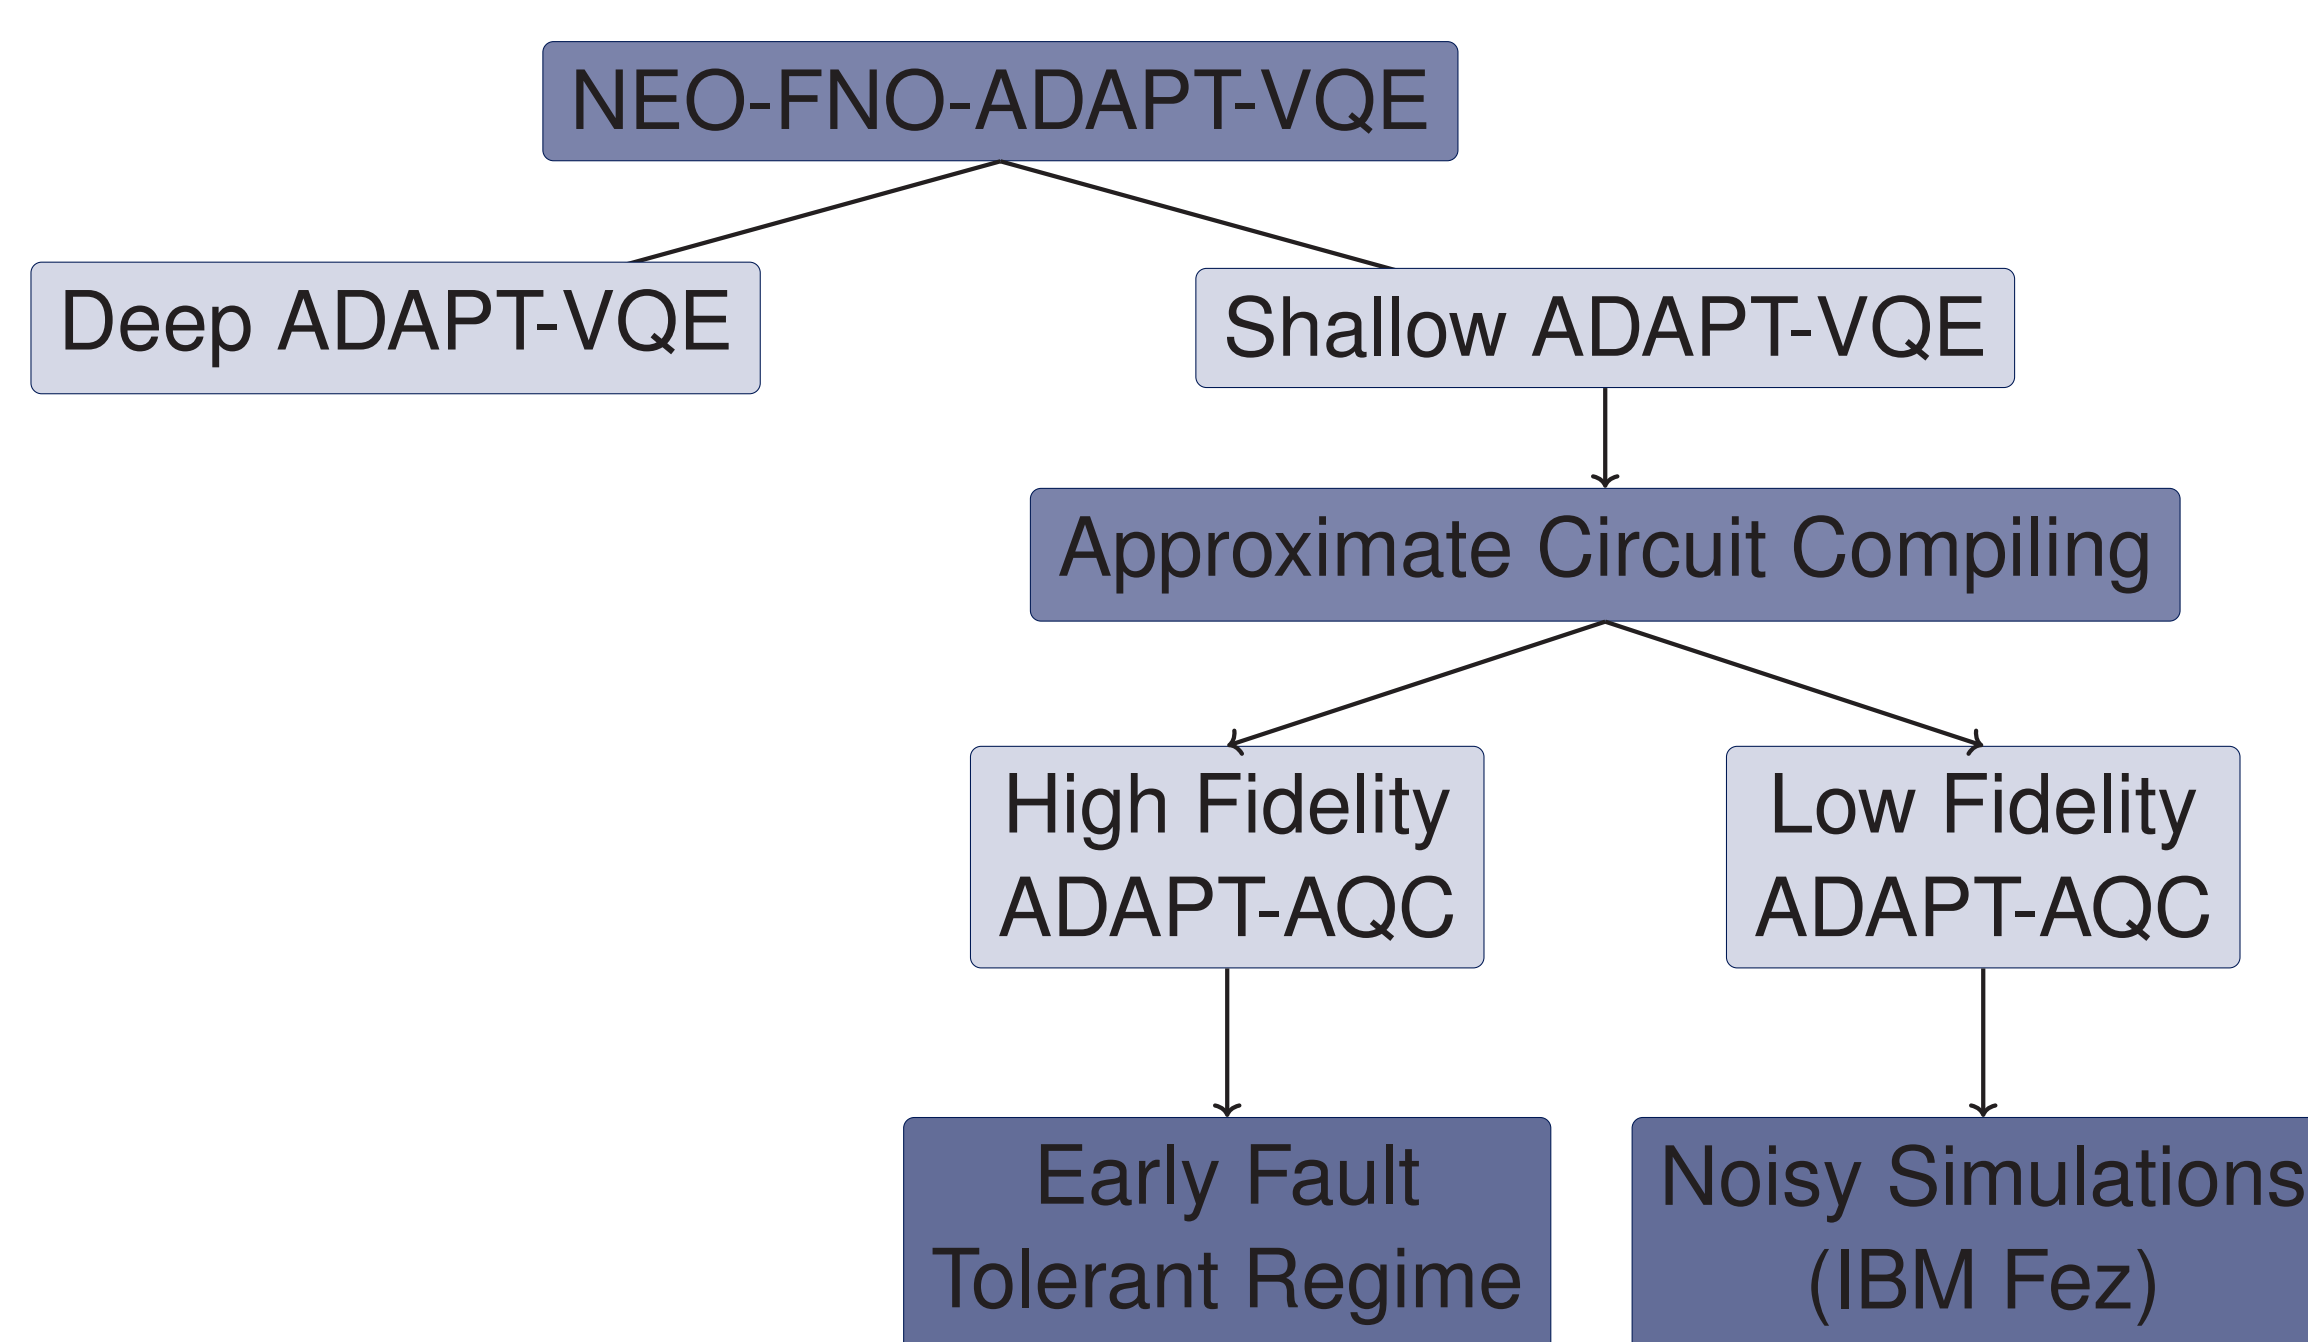 NEO-FNO-ADAPT-VQE
Deep ADAPT-VQE
Shallow ADAPT-VQE
Approximate Circuit Compiling
High Fidelity
ADAPT-AQC
Low Fidelity
ADAPT-AQC
Early Fault
Tolerant Regime
Noisy Simulations
(IBM Fez)